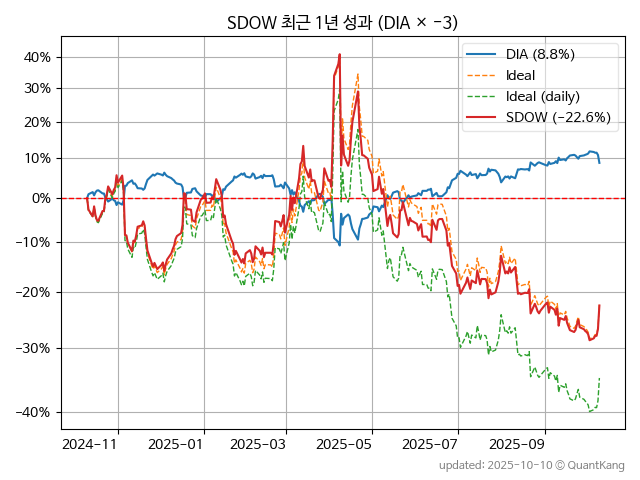 SDOW 최근 1년 성과 (DIA × −3)
DIA (8.8%)
Ideal
Ideal (daily)
SDOW (−22.6%)
40%
30%
20%
10%
0%
−10%
−20%
−30%
−40%
2024-11
2025-01
2025-03
2025-05
2025-07
2025-09
updated: 2025-10-10 © QuantKang